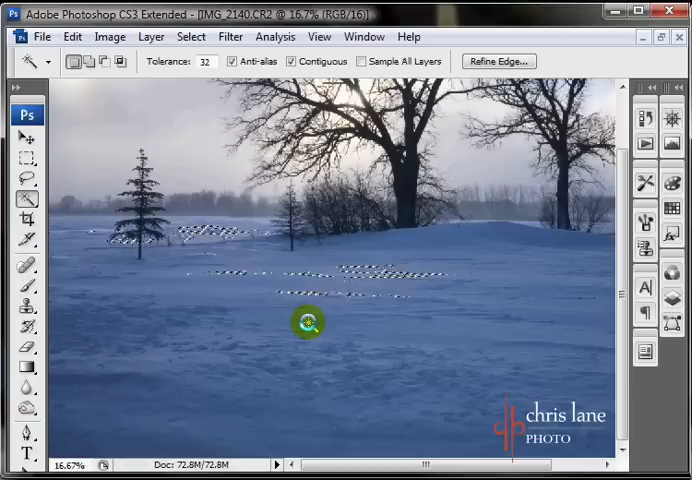 Adobe Photoshop CS3 Extended - [IMG_2140.CR2 @ 16.7% (RGB/16)]
Ps File Edit Image Layer Select Filter Analysis View Window Help
Tolerance: 32 Anti-alias Contiguous Sample All Layers Refine Edge...
Ps
T
A
chris lane
PHOTO
16.67% Doc: 72.8M/72.8M